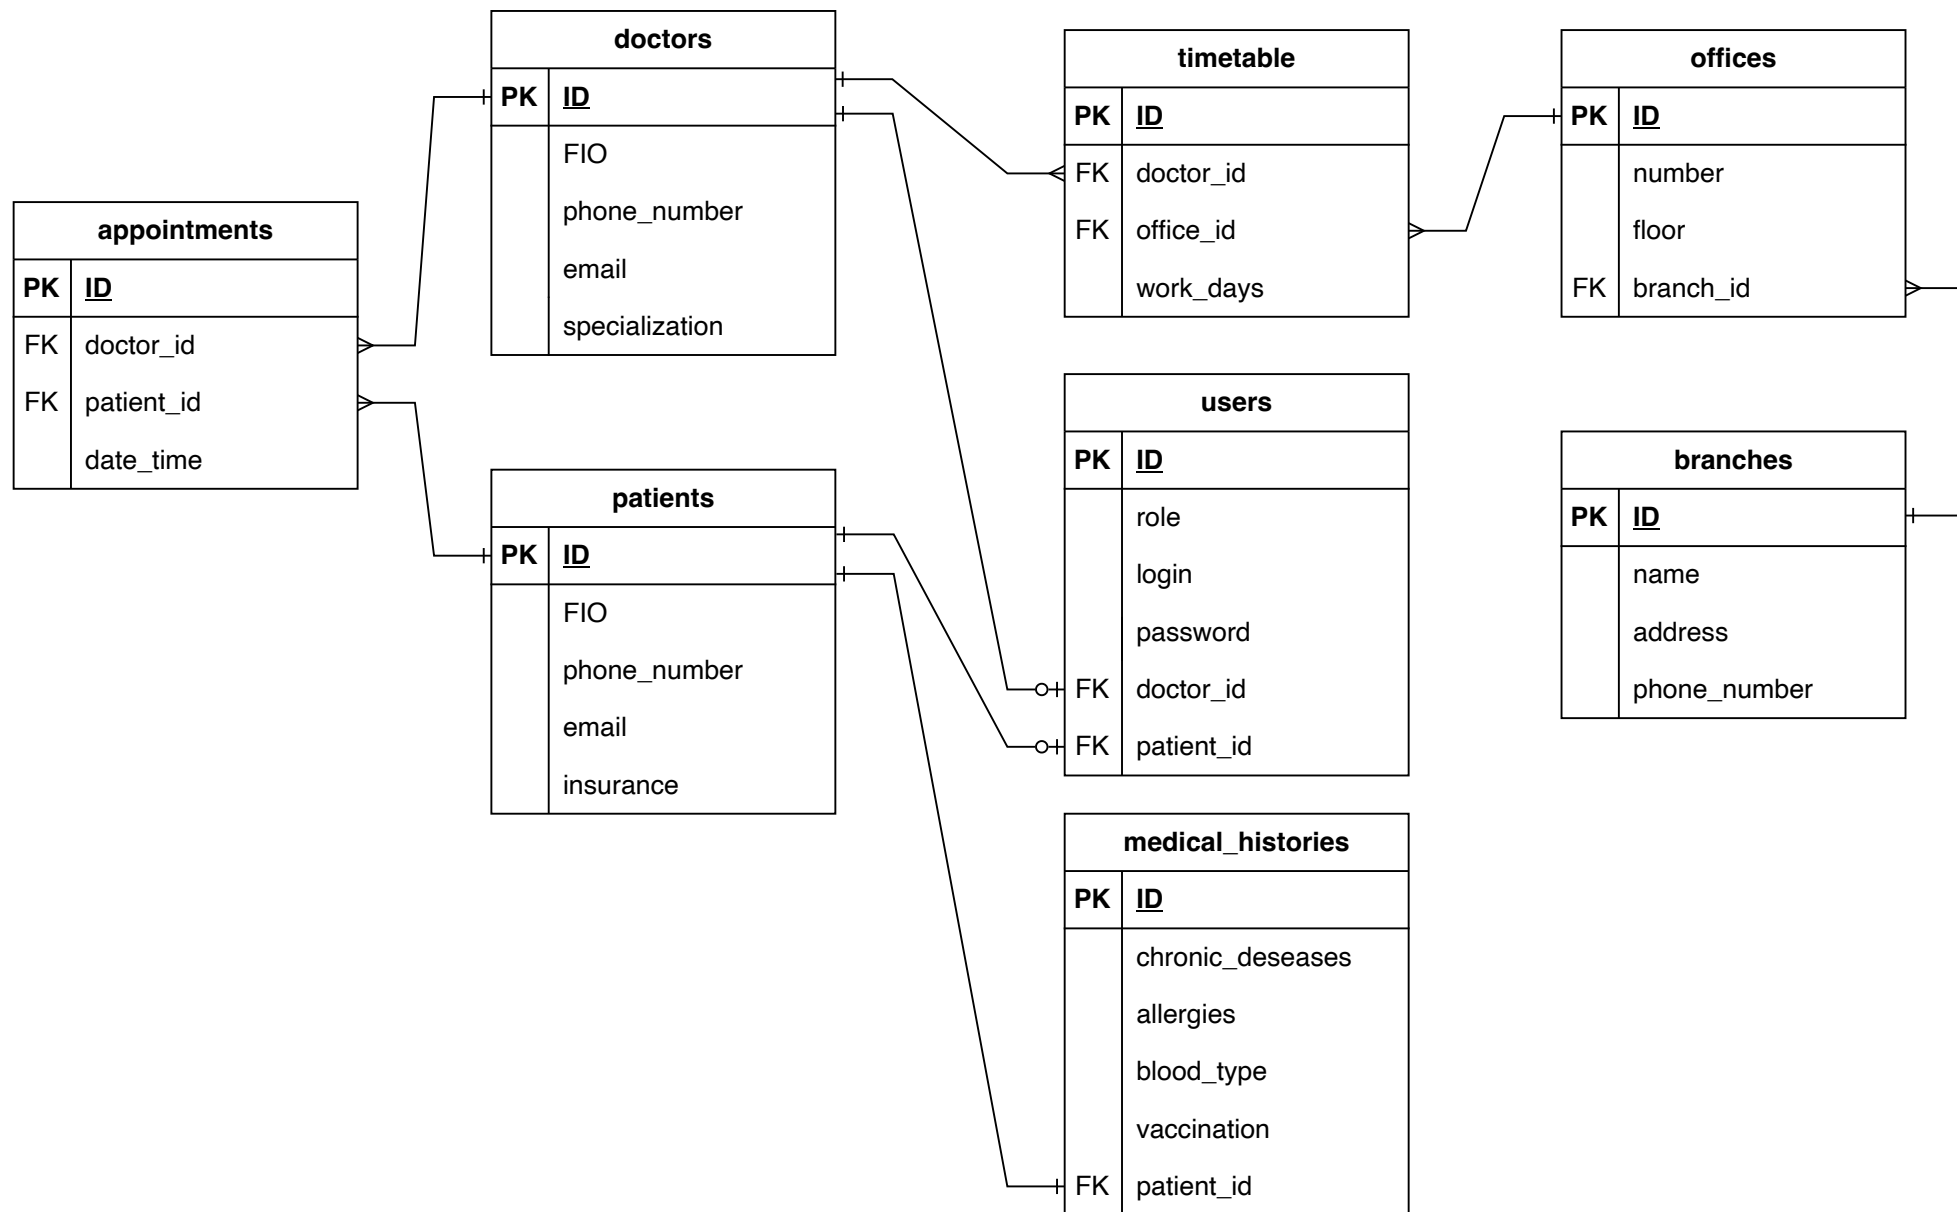 doctors
PK ID
FIO
phone_number
email
specialization
timetable
PK ID
FK doctor_id
FK office_id
work_days
offices
PK ID
number
floor
FK branch_id
appointments
PK ID
FK doctor_id
FK patient_id
date_time
patients
PK ID
FIO
phone_number
email
insurance
users
PK ID
role
login
password
FK doctor_id
FK patient_id
branches
PK ID
name
address
phone_number
medical_histories
PK ID
chronic_deseases
allergies
blood_type
vaccination
FK patient_id